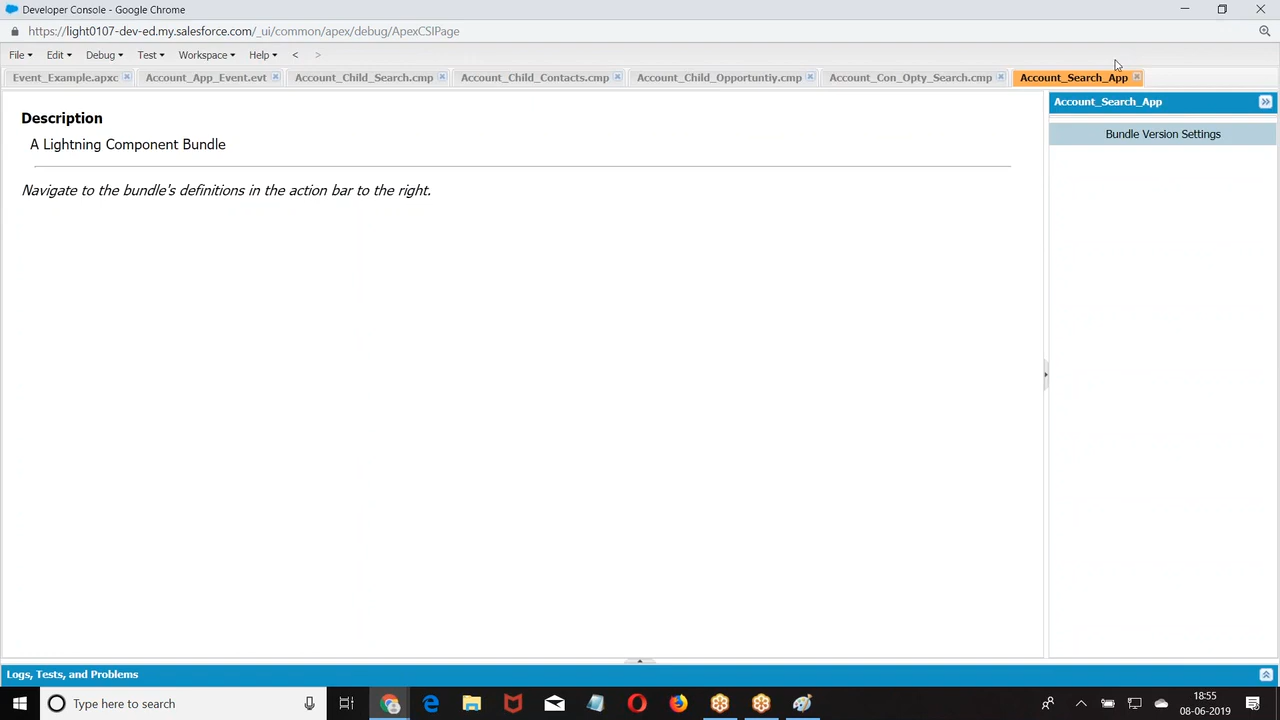 Developer Console - Google Chrome
https://light0107-dev-ed.my.salesforce.com/_ui/common/apex/debug/ApexCSIPage
File Edit Debug Test Workspace Help < >
Event_Example.apxc Account_App_Event.evt Account_Child_Search.cmp Account_Child_Contacts.cmp Account_Child_Opportuntiy.cmp Account_Con_Opty_Search.cmp Account_Search_App
Description
A Lightning Component Bundle
Navigate to the bundle's definitions in the action bar to the right.
Account_Search_App
Bundle Version Settings
Logs, Tests, and Problems
Type here to search
18:55
08-06-2019